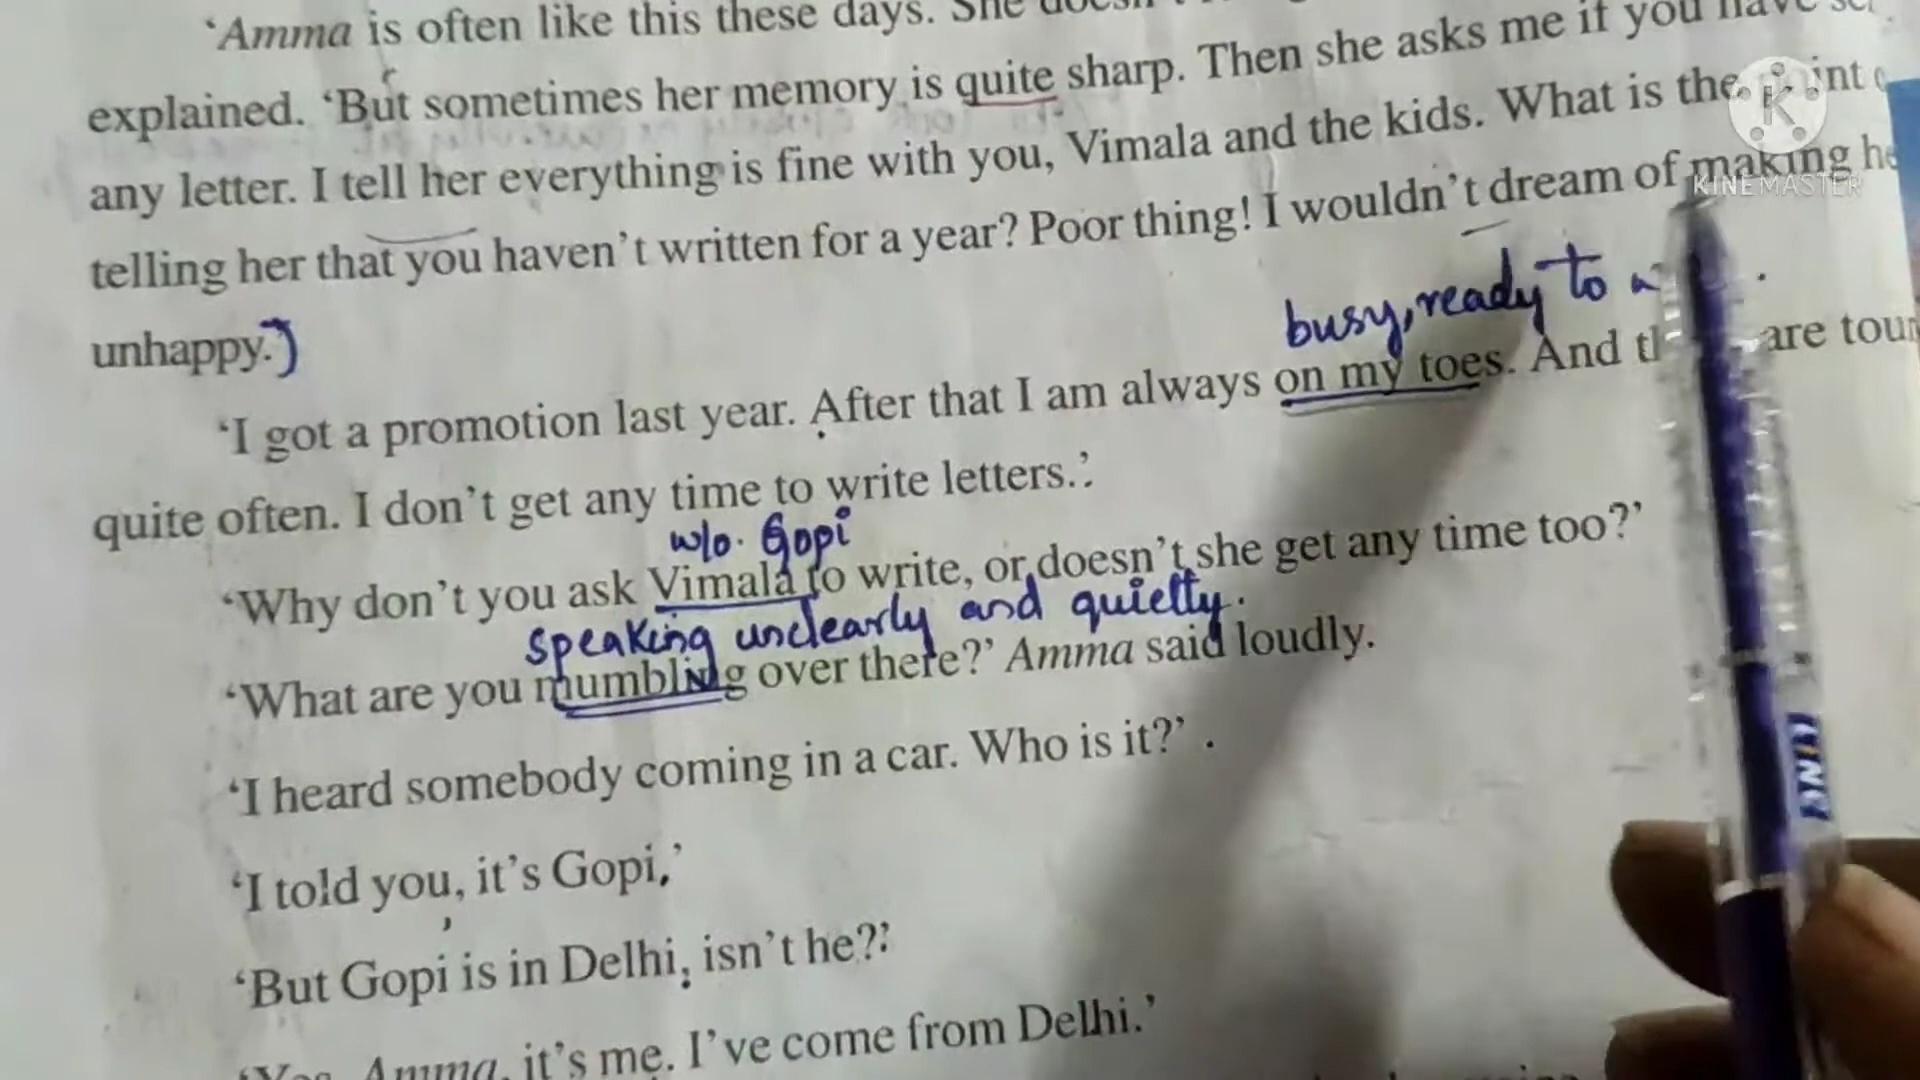 ‘Amma is often like this these days. She
explained. ‘But sometimes her memory is quite sharp. Then she asks me if you have
any letter. I tell her everything is fine with you, Vimala and the kids. What is the
K
KINEMASTER
telling her that you haven’t written for a year? Poor thing! I wouldn’t dream of making
unhappy.’)
busy, ready to
‘I got a promotion last year. After that I am always on my toes. And are
quite often. I don’t get any time to write letters.’
w/o. Gopi
‘Why don’t you ask Vimala to write, or doesn’t she get any time too?’
speaking unclearly and quietly.
‘What are you mumbling over there?’ Amma said loudly.
‘I heard somebody coming in a car. Who is it?’
‘I told you, it’s Gopi,’
‘But Gopi is in Delhi, isn’t he?’
Amma, it’s me. I’ve come from Delhi.’
UNC